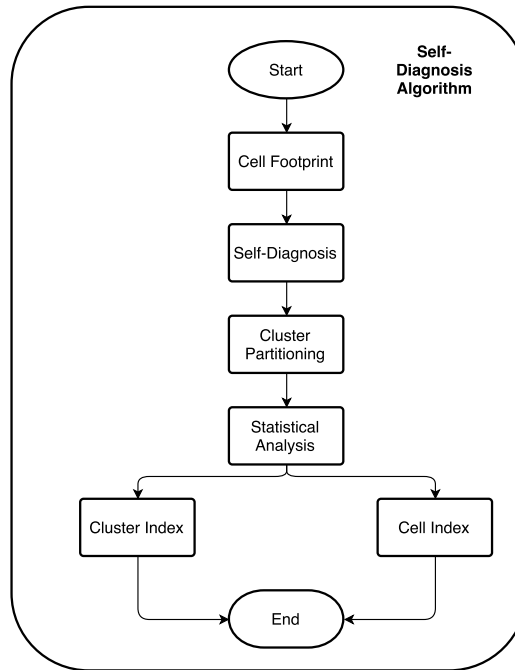 Self-
Diagnosis
Algorithm
Start
Cell Footprint
Self-Diagnosis
Cluster
Partitioning
Statistical
Analysis
Cluster Index
Cell Index
End